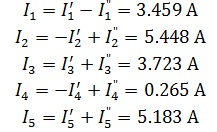 I₁ = I₁′ − I₁" = 3.459 A
I₂ = −I₂′ + I₂" = 5.448 A
I₃ = I₃′ + I₃" = 3.723 A
I₄ = −I₄′ + I₄" = 0.265 A
I₅ = I₅′ + I₅" = 5.183 A